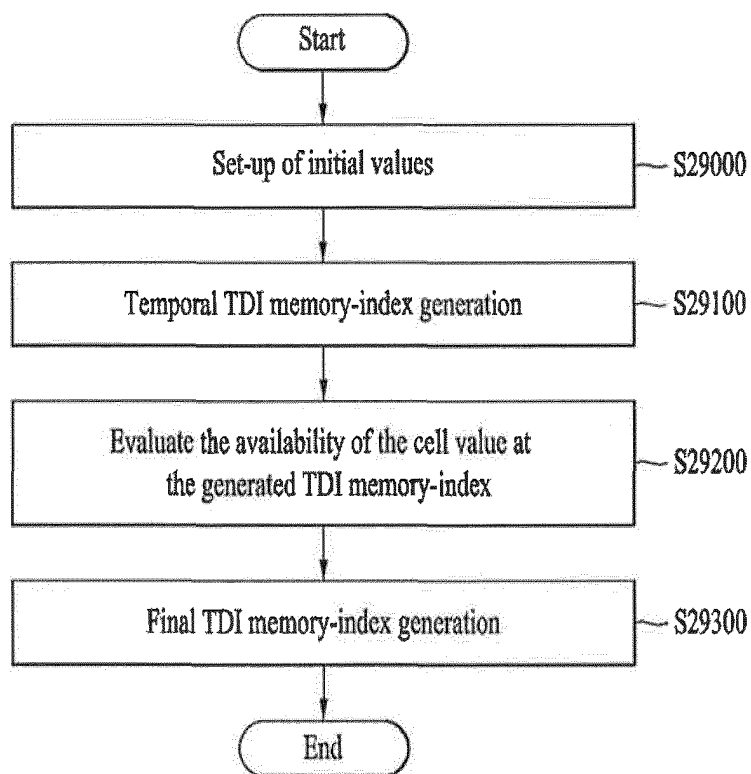 Start
Set-up of initial values
S29000
Temporal TDI memory-index generation
S29100
Evaluate the availability of the cell value at
the generated TDI memory-index
S29200
Final TDI memory-index generation
S29300
End